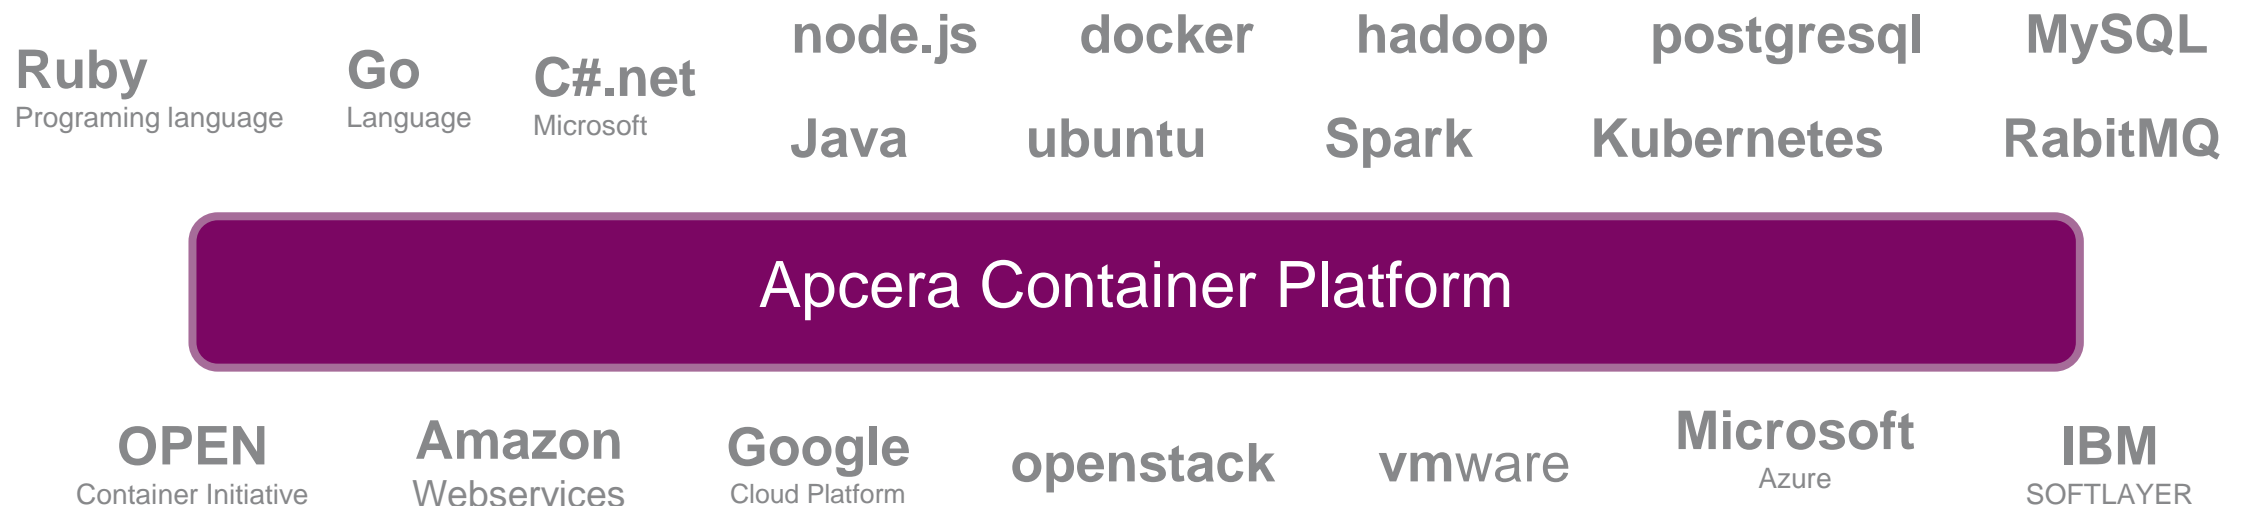 node.js docker hadoop postgresql MySQL
Ruby Go C#.net
Programing language Language Microsoft
Java ubuntu Spark Kubernetes RabitMQ
Apcera Container Platform
OPEN Amazon Google openstack vmware Microsoft IBM
Container Initiative Webservices Cloud Platform Azure SOFTLAYER